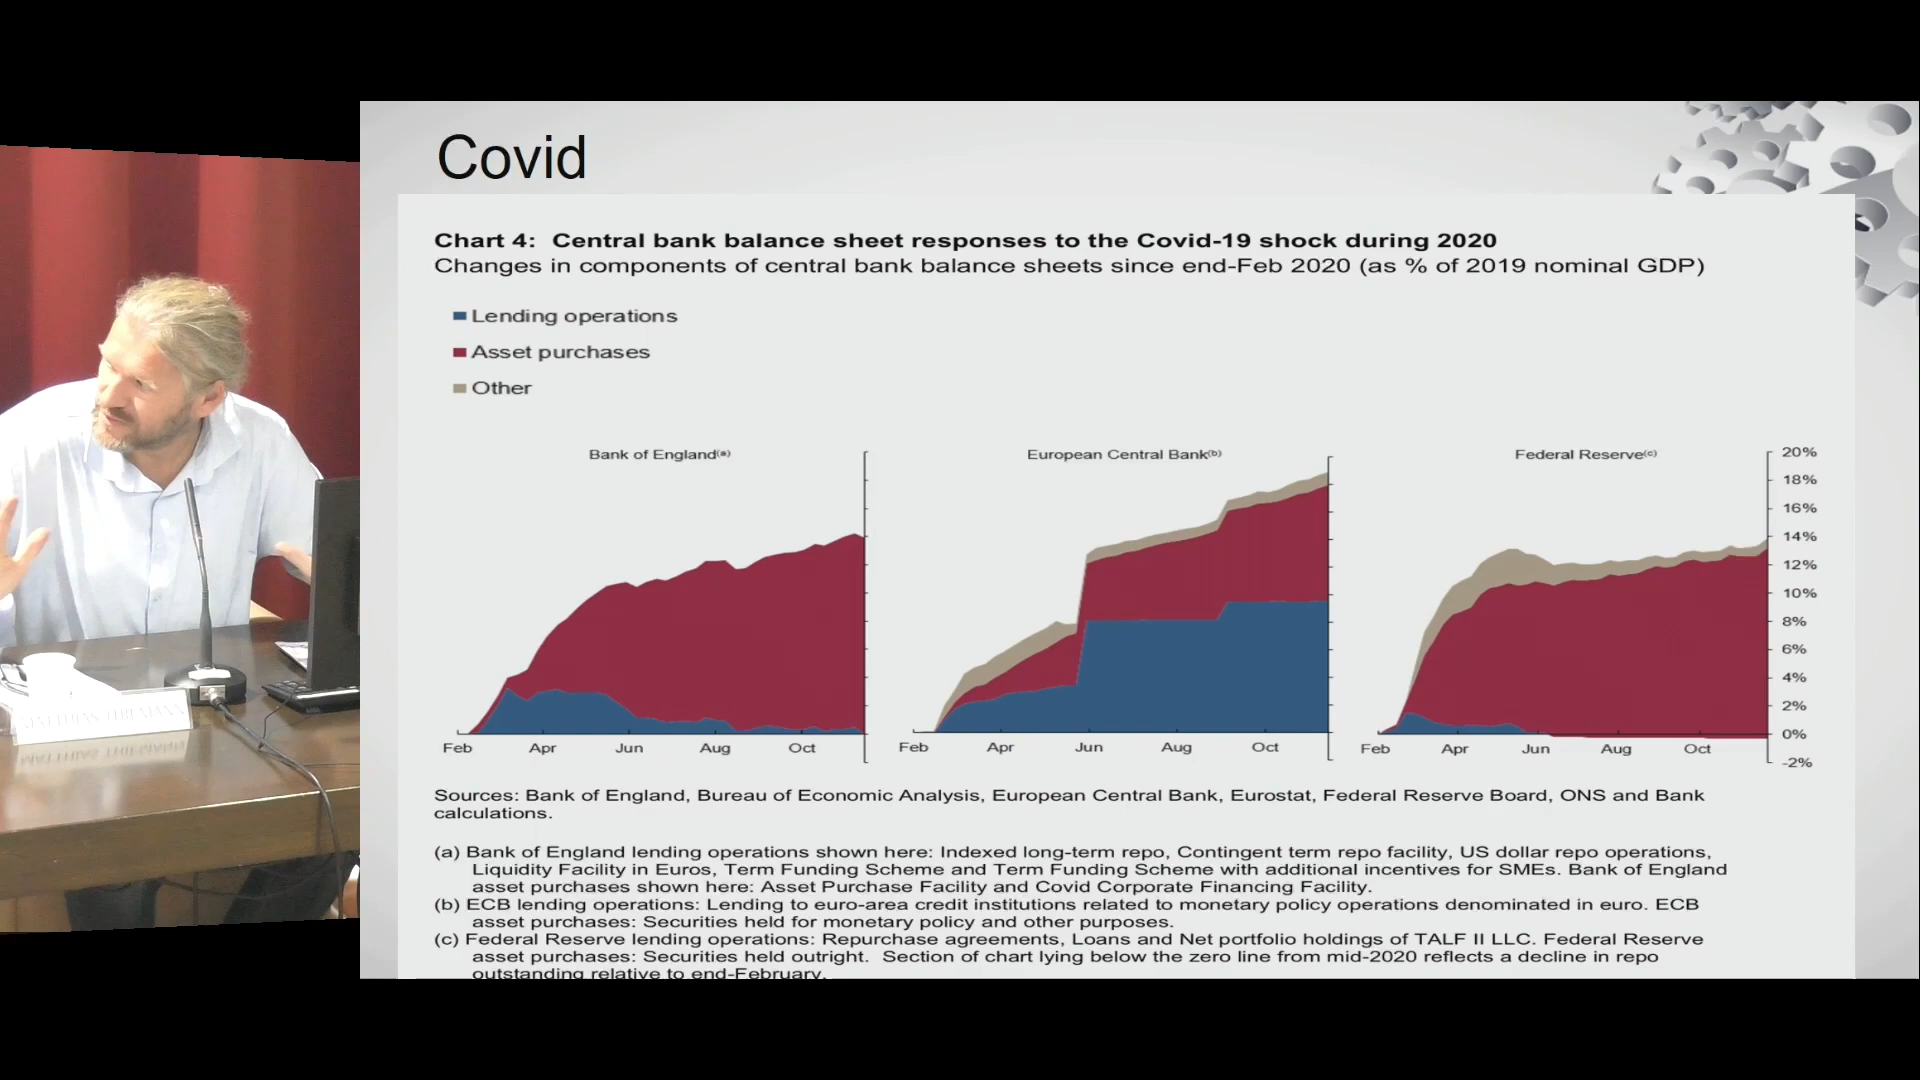 Covid
Chart 4: Central bank balance sheet responses to the Covid-19 shock during 2020
Changes in components of central bank balance sheets since end-Feb 2020 (as % of 2019 nominal GDP)
Lending operations
Asset purchases
Other
Bank of England(a)
European Central Bank(b)
Federal Reserve(c)
20%
18%
16%
14%
12%
10%
8%
6%
4%
2%
0%
-2%
Feb Apr Jun Aug Oct
Feb Apr Jun Aug Oct
Feb Apr Jun Aug Oct
Sources: Bank of England, Bureau of Economic Analysis, European Central Bank, Eurostat, Federal Reserve Board, ONS and Bank
calculations.
(a) Bank of England lending operations shown here: Indexed long-term repo, Contingent term repo facility, US dollar repo operations,
Liquidity Facility in Euros, Term Funding Scheme and Term Funding Scheme with additional incentives for SMEs. Bank of England
asset purchases shown here: Asset Purchase Facility and Covid Corporate Financing Facility.
(b) ECB lending operations: Lending to euro-area credit institutions related to monetary policy operations denominated in euro. ECB
asset purchases: Securities held for monetary policy and other purposes.
(c) Federal Reserve lending operations: Repurchase agreements, Loans and Net portfolio holdings of TALF II LLC. Federal Reserve
asset purchases: Securities held outright. Section of chart lying below the zero line from mid-2020 reflects a decline in repo
outstanding relative to end-February.
MATTHIAS THIEMANN